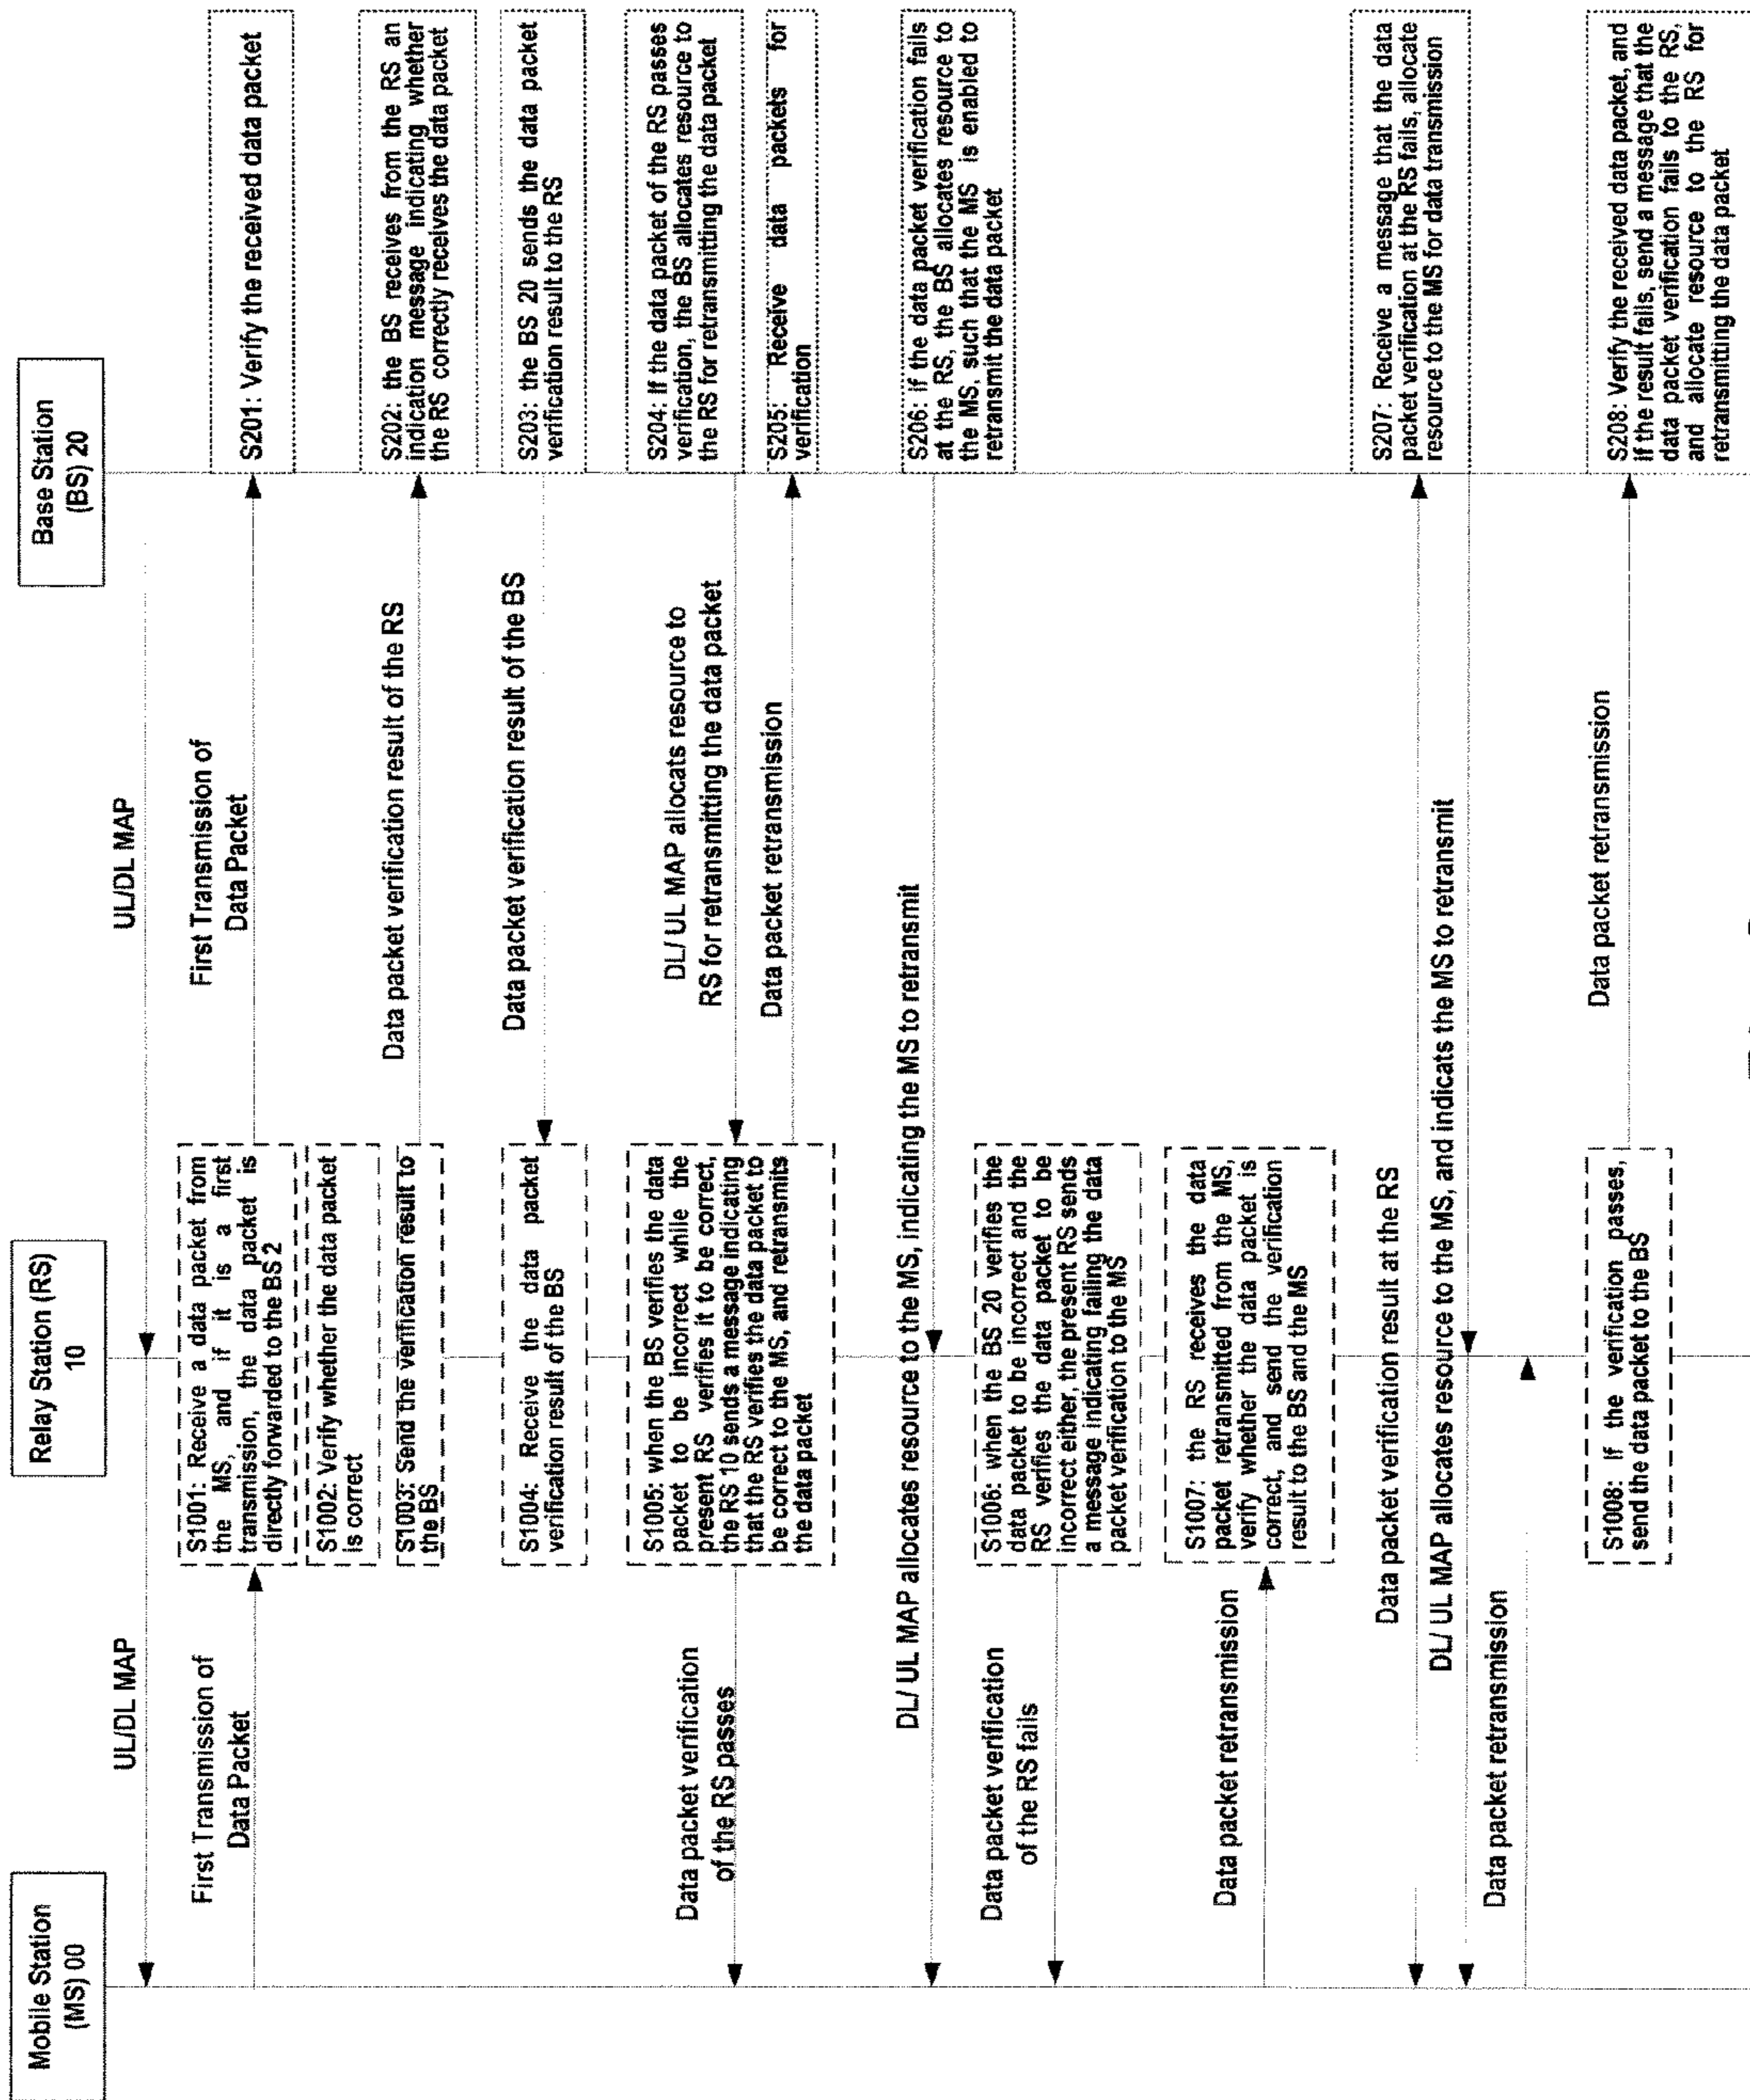 Mobile Station
(MS) 00
Relay Station (RS)
10
Base Station
(BS) 20
UL/DL MAP
UL/DL MAP
First Transmission of
Data Packet
S1001: Receive a data packet from
the MS, and if it is a first
transmission, the data packet is
directly forwarded to the BS 2
First Transmission of
Data Packet
S201: Verify the received data packet
S1002: Verify whether the data packet
is correct
S1003: Send the verification result to
the BS
Data packet verification result of the RS
S202: the BS receives from the RS an
indication message indicating whether
the RS correctly receives the data packet
S1004: Receive the data packet
verification result of the BS
Data packet verification result of the BS
S203: the BS 20 sends the data packet
verification result to the RS
Data packet verification
of the RS passes
S1005: when the BS verifies the data
packet to be incorrect while the
present RS verifies it to be correct,
the RS 10 sends a message indicating
that the RS verifies the data packet to
be correct to the MS, and retransmits
the data packet
DL/ UL MAP allocats resource to
RS for retransmitting the data packet
Data packet retransmission
S204: If the data packet of the RS passes
verification, the BS allocates resource to
the RS for retransmitting the data packet
S205: Receive data packets for
verification
DL/ UL MAP allocates resource to the MS, indicating the MS to retransmit
S206: If the data packet verification fails
at the RS, the BS allocates resource to
the MS, such that the MS is enabled to
retransmit the data packet
Data packet verification
of the RS fails
S1006: when the BS 20 verifies the
data packet to be incorrect and the
RS verifies the data packet to be
incorrect either, the present RS sends
a message indicating failing the data
packet verification to the MS
Data packet retransmission
S1007: the RS receives the data
packet retransmitted from the MS,
verify whether the data packet is
correct, and send the verification
result to the BS and the MS
Data packet verification result at the RS
DL/ UL MAP allocates resource to the MS, and indicats the MS to retransmit
S207: Receive a message that the data
packet verification at the RS fails, allocate
resource to the MS for data transmission
Data packet retransmission
S1008: If the verification passes,
send the data packet to the BS
Data packet retransmission
S208: Verify the received data packet, and
if the result fails, send a message that the
data packet verification fails to the RS,
and allocate resource to the RS for
retransmitting the data packet